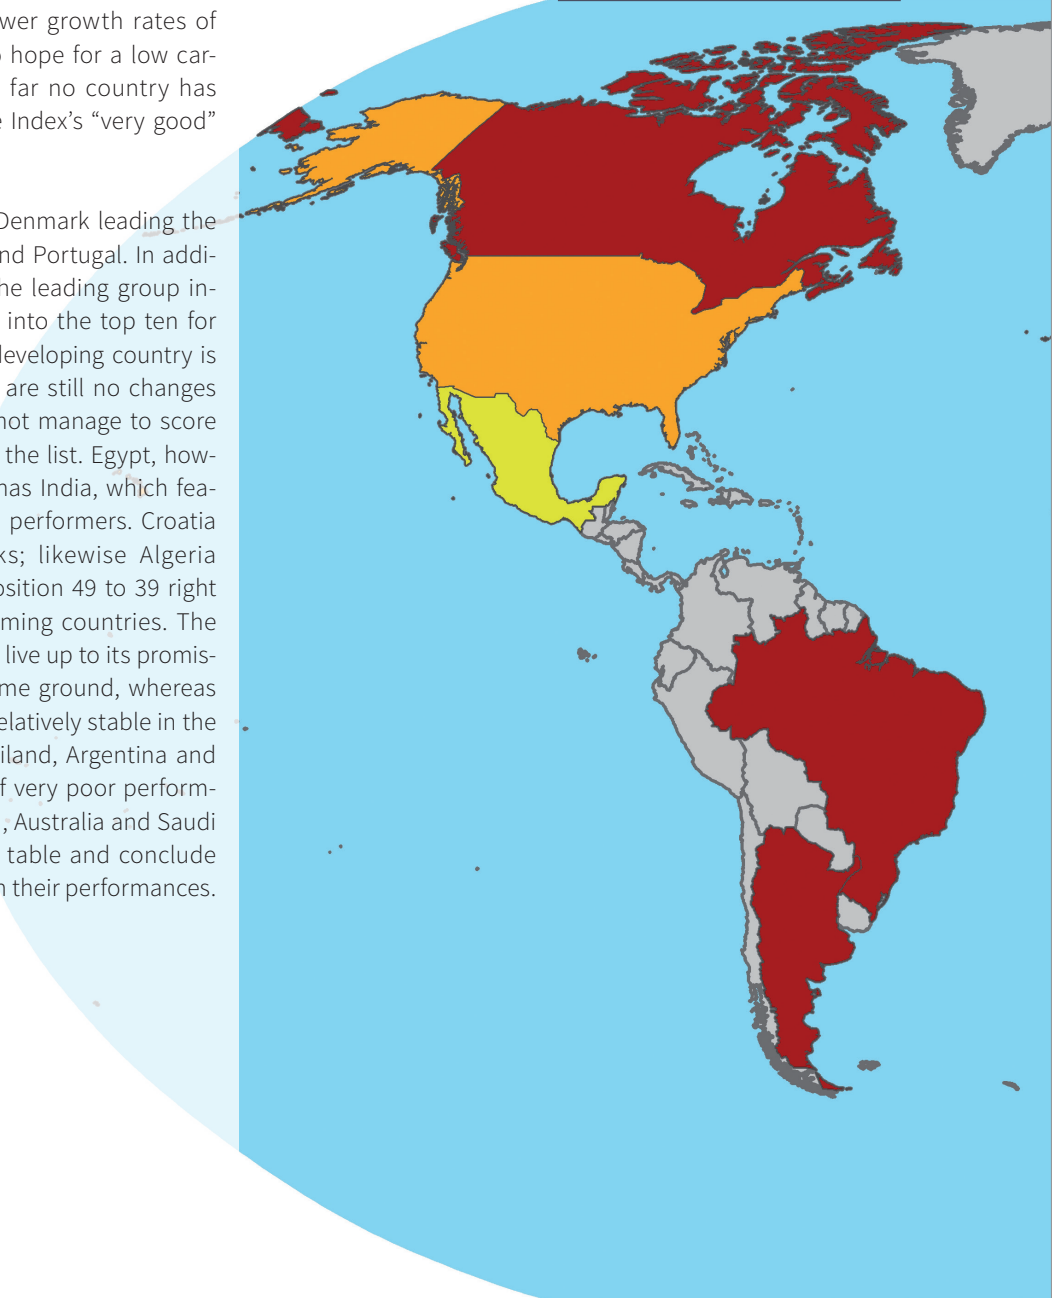 wer growth rates of
hope for a low car-
far no country has
Index’s “very good”
Denmark leading the
nd Portugal. In addi-
he leading group in-
into the top ten for
developing country is
are still no changes
not manage to score
the list. Egypt, how-
has India, which fea-
performers. Croatia
ks; likewise Algeria
osition 49 to 39 right
ming countries. The
live up to its promis-
me ground, whereas
elatively stable in the
iland, Argentina and
f very poor perform-
, Australia and Saudi
table and conclude
their performances.